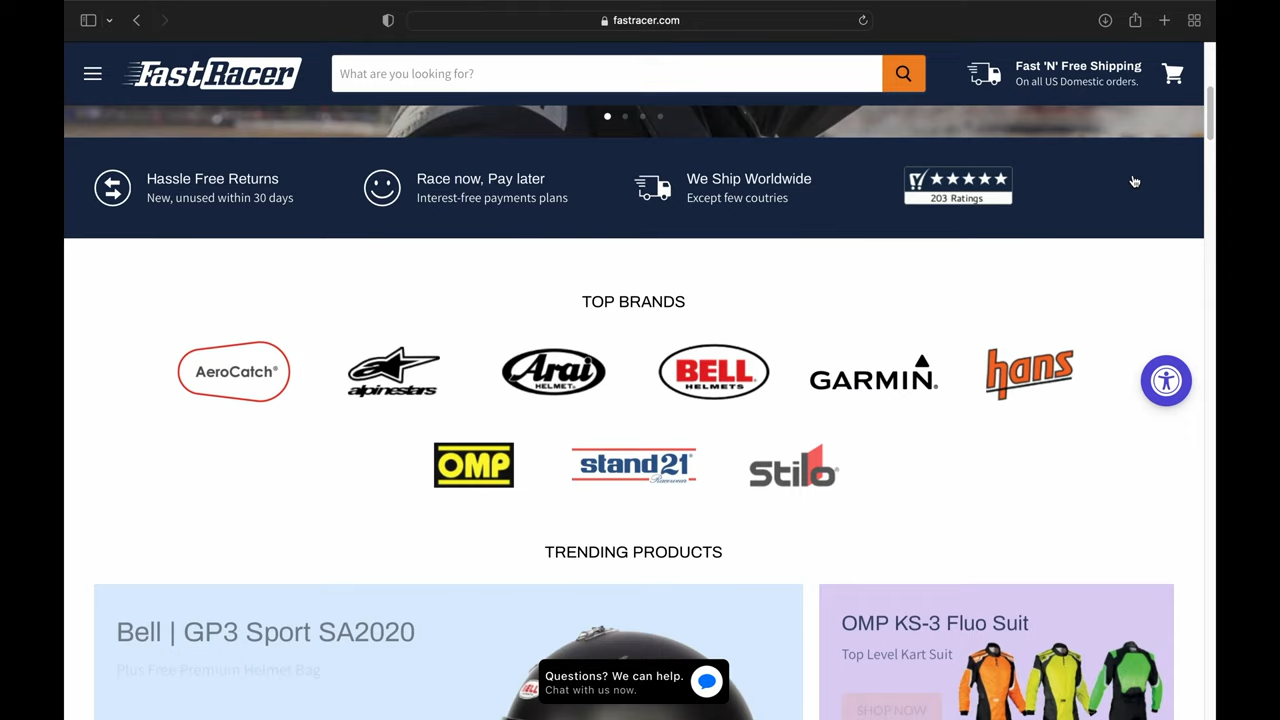 fastracer.com
FastRacer
What are you looking for?
Fast 'N' Free Shipping
On all US Domestic orders.
Hassle Free Returns
New, unused within 30 days
Race now, Pay later
Interest-free payments plans
We Ship Worldwide
Except few coutries
203 Ratings
TOP BRANDS
AeroCatch®
alpinestars
Arai
HELMET
BELL
HELMETS
GARMIN
hans
OMP
stand21
Racewear
Stilo
TRENDING PRODUCTS
Bell | GP3 Sport SA2020
Plus Free Premium Helmet Bag
OMP KS-3 Fluo Suit
Top Level Kart Suit
SHOP NOW
BELL
Questions? We can help.
Chat with us now.